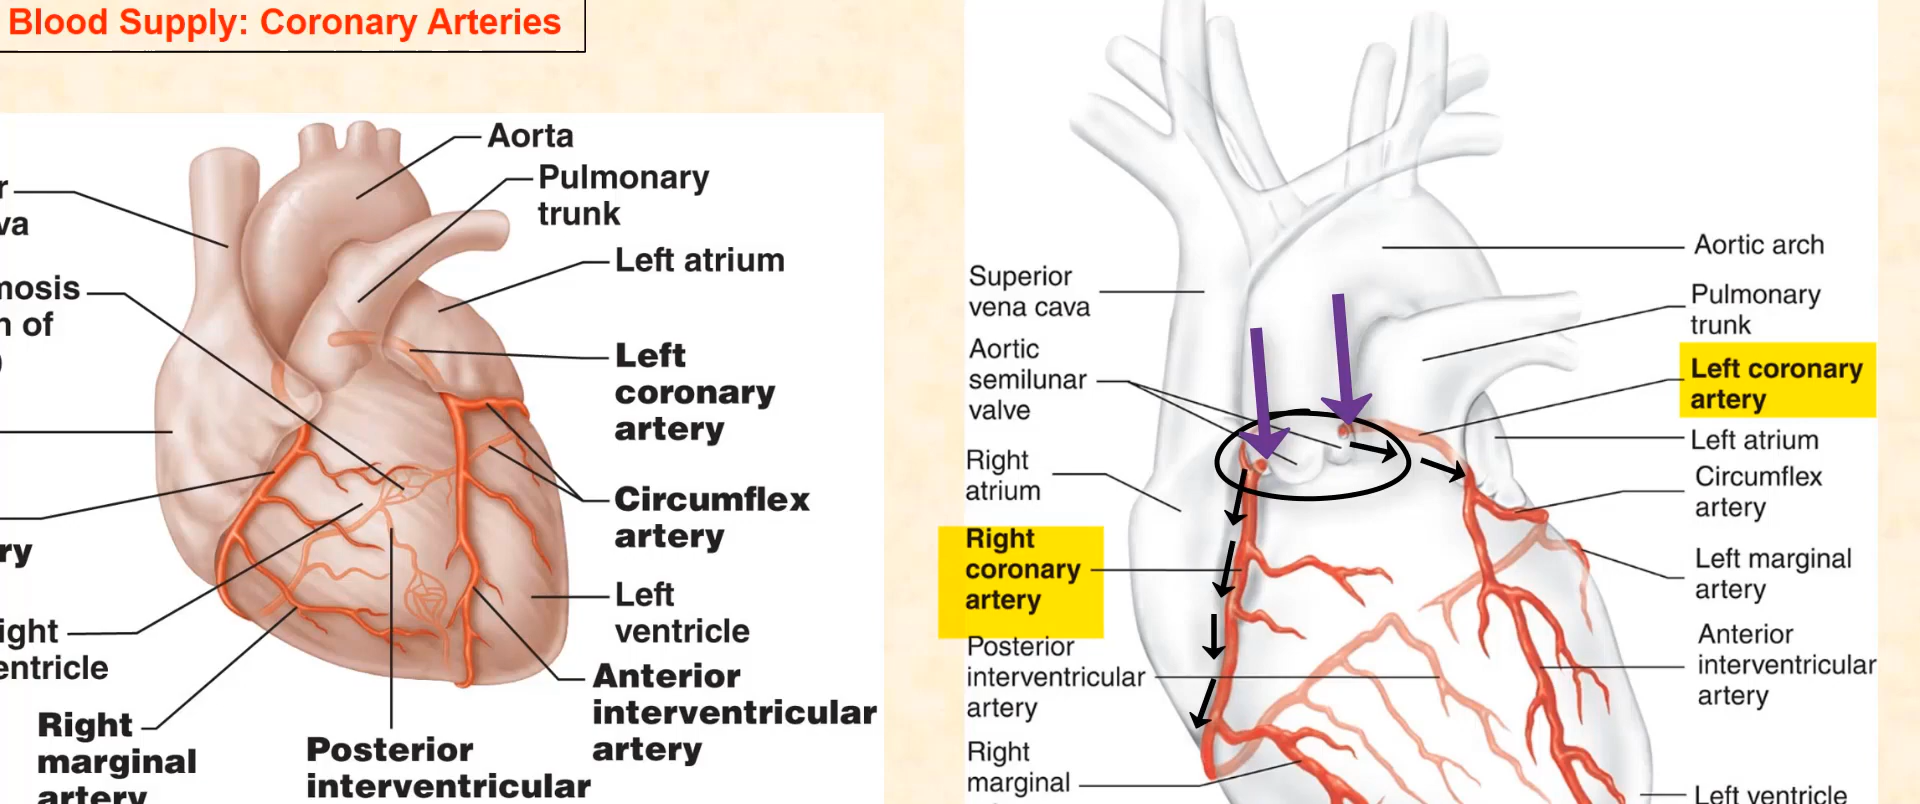 Blood Supply: Coronary Arteries
Aorta
Pulmonary
trunk
r
va
Left atrium
mosis
n of
)
Left
coronary
artery
Circumflex
artery
ry
Left
ventricle
ight
entricle
Anterior
interventricular
artery
Right
marginal
artery
Posterior
interventricular
Aortic arch
Superior
vena cava
Pulmonary
trunk
Aortic
semilunar
valve
Left coronary
artery
Left atrium
Right
atrium
Circumflex
artery
Right
coronary
artery
Left marginal
artery
Posterior
interventricular
artery
Anterior
interventricular
artery
Right
marginal
Left ventricle